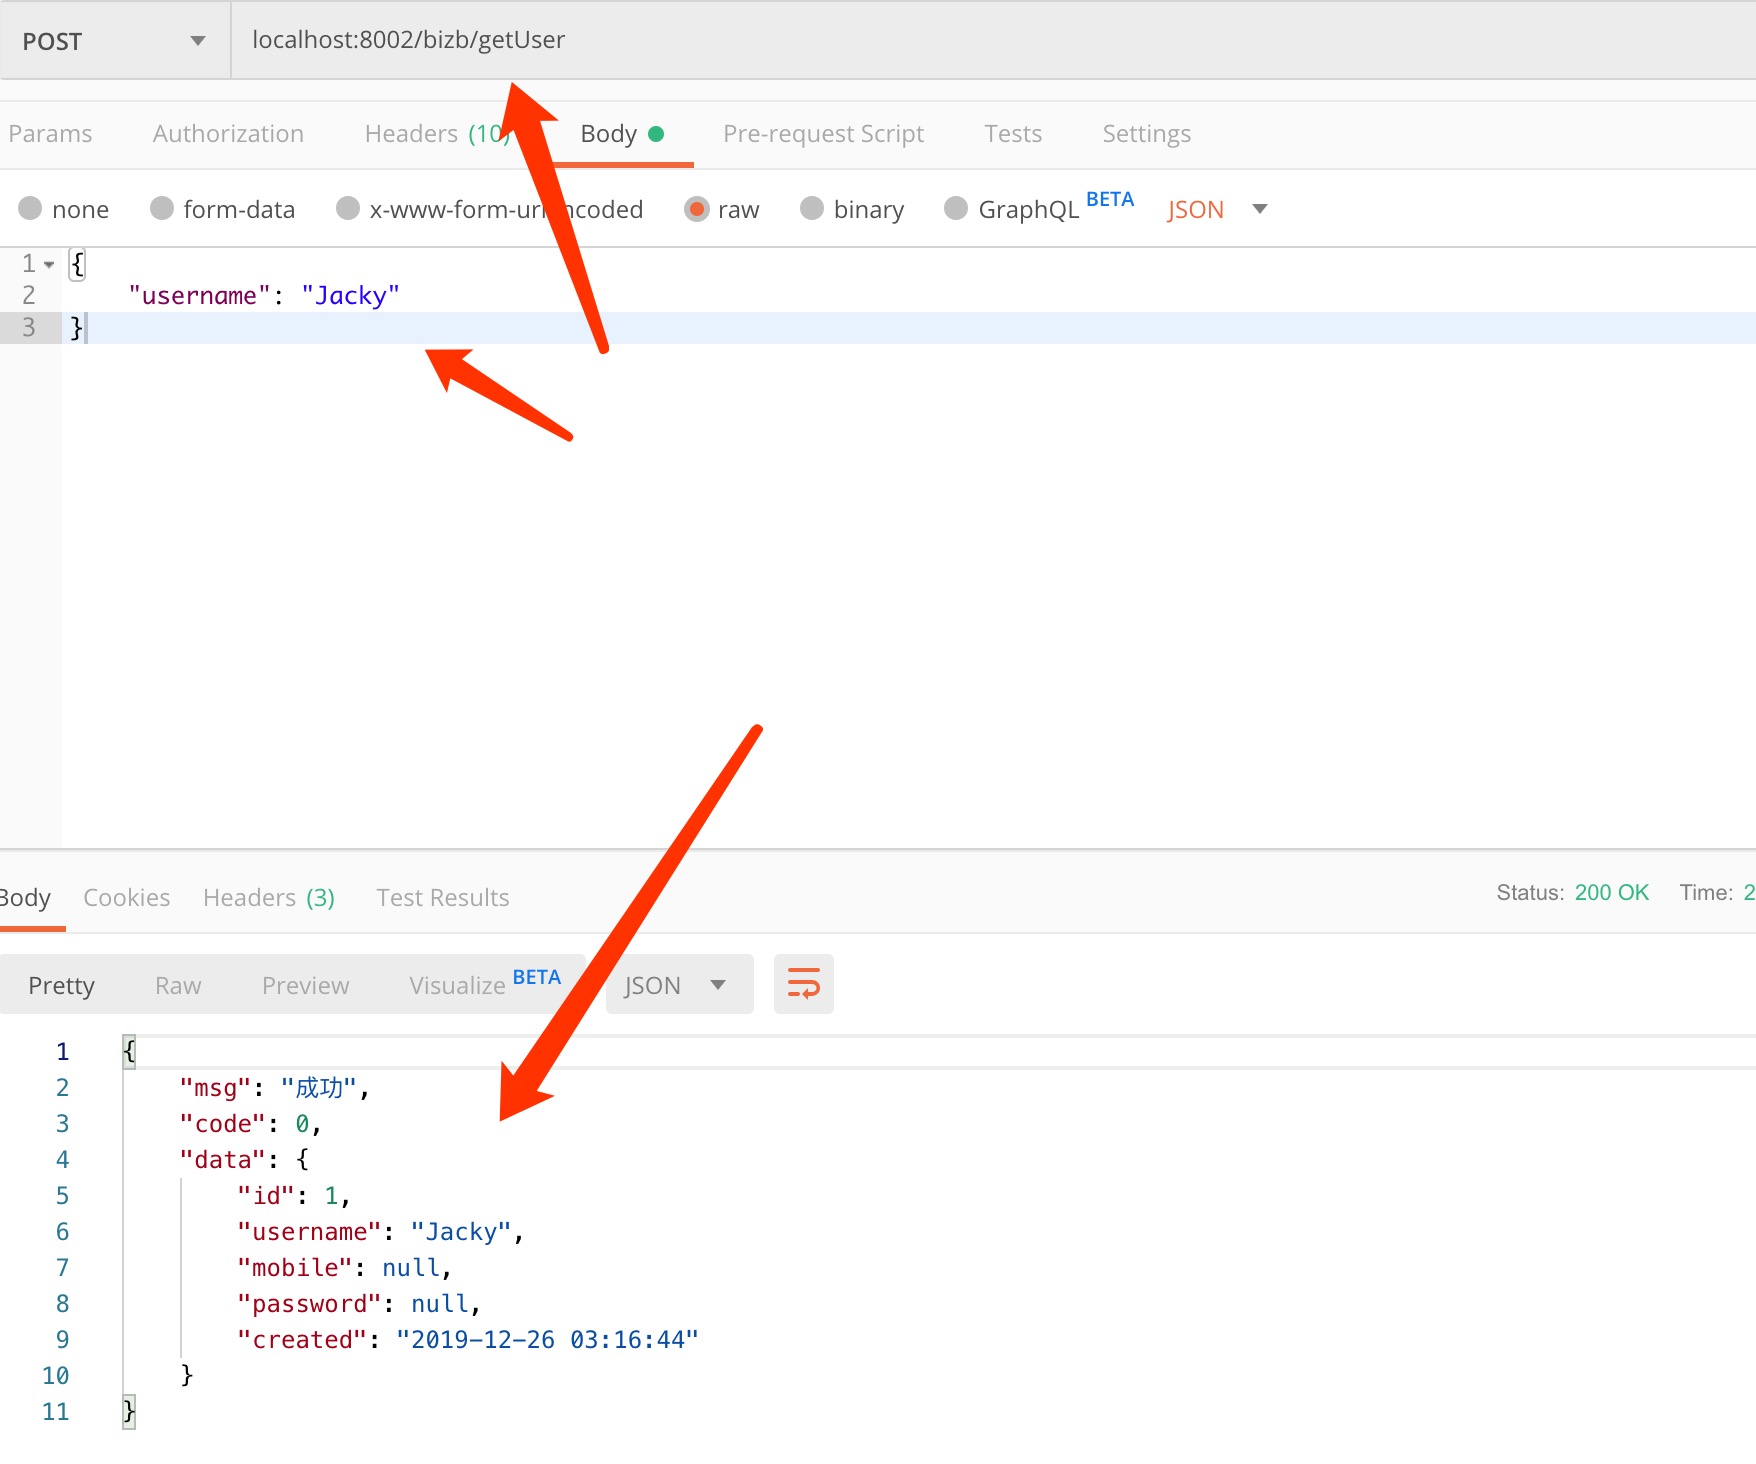 POST localhost:8002/bizb/getUser
Params Authorization Headers (10) Body Pre-request Script Tests Settings
none form-data x-www-form-urlencoded raw binary GraphQL BETA JSON
1 {
2 "username": "Jacky"
3 }
Body Cookies Headers (3) Test Results Status: 200 OK Time: 2
Pretty Raw Preview Visualize BETA JSON
1 {
2 "msg": "成功",
3 "code": 0,
4 "data": {
5 "id": 1,
6 "username": "Jacky",
7 "mobile": null,
8 "password": null,
9 "created": "2019-12-26 03:16:44"
10 }
11 }